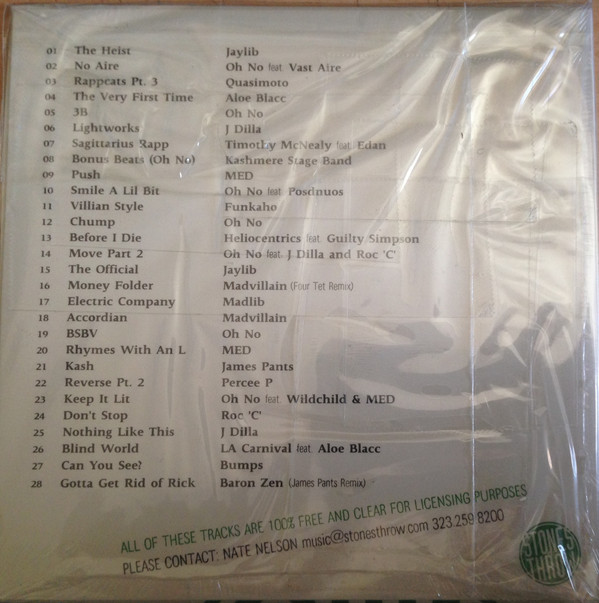 01 The Heist Jaylib
02 No Aire Oh No feat. Vast Aire
03 Rappcats Pt. 3 Quasimoto
04 The Very First Time Aloe Blacc
05 3B Oh No
06 Lightworks J Dilla
07 Sagittarius Rapp Timothy McNealy feat. Edan
08 Bonus Beats (Oh No) Kashmere Stage Band
09 Push MED
10 Smile A Lil Bit Oh No feat. Posdnuos
11 Villian Style Funkaho
12 Chump Oh No
13 Before I Die Heliocentrics feat. Guilty Simpson
14 Move Part 2 Oh No feat. J Dilla and Roc 'C'
15 The Official Jaylib
16 Money Folder Madvillain (Four Tet Remix)
17 Electric Company Madlib
18 Accordian Madvillain
19 BSBV Oh No
20 Rhymes With An L MED
21 Kash James Pants
22 Reverse Pt. 2 Percee P
23 Keep It Lit Oh No feat. Wildchild & MED
24 Don't Stop Roc 'C'
25 Nothing Like This J Dilla
26 Blind World LA Carnival feat. Aloe Blacc
27 Can You See? Bumps
28 Gotta Get Rid of Rick Baron Zen (James Pants Remix)
ALL OF THESE TRACKS ARE 100% FREE AND CLEAR FOR LICENSING PURPOSES
PLEASE CONTACT: NATE NELSON music@stonesthrow.com 323.259.8200
STONES
THROW